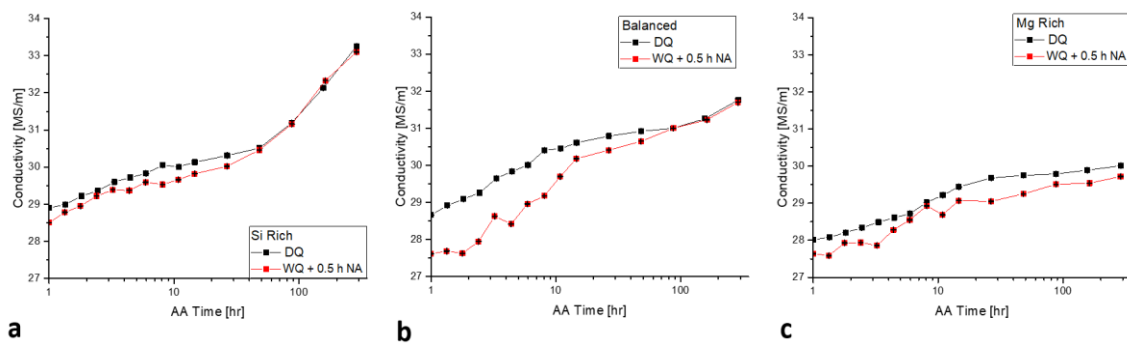 34
33
32
31
30
29
28
27
Conductivity [MS/m]
1
10
100
AA Time [hr]
Si Rich
DQ
WQ + 0.5 h NA
a
34
33
32
31
30
29
28
27
Conductivity [MS/m]
1
10
100
AA Time [hr]
Balanced
DQ
WQ + 0.5 h NA
b
34
33
32
31
30
29
28
27
Conductivity [MS/m]
1
10
100
AA Time [hr]
Mg Rich
DQ
WQ + 0.5 h NA
c